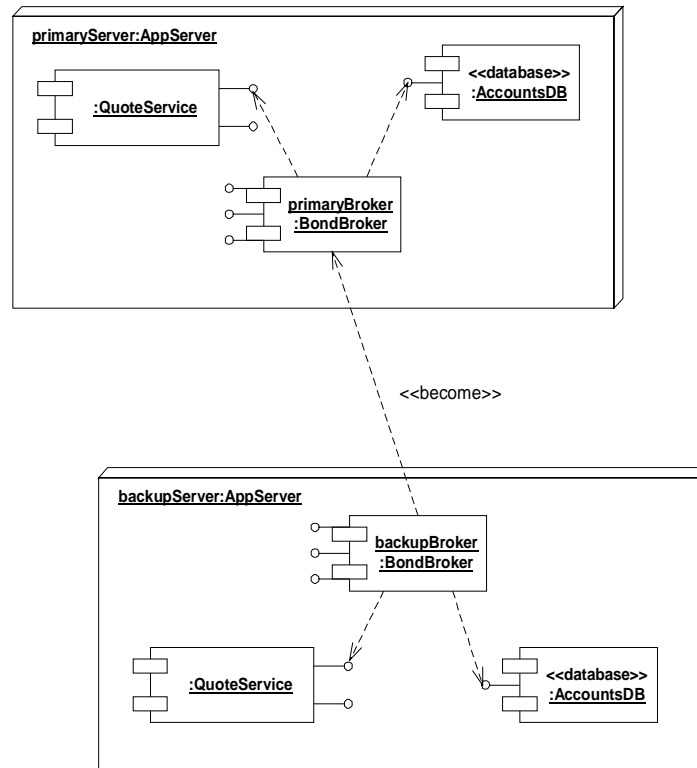 primaryServer:AppServer
:QuoteService
<<database>>
:AccountsDB
primaryBroker
:BondBroker
<<become>>
backupServer:AppServer
backupBroker
:BondBroker
:QuoteService
<<database>>
:AccountsDB